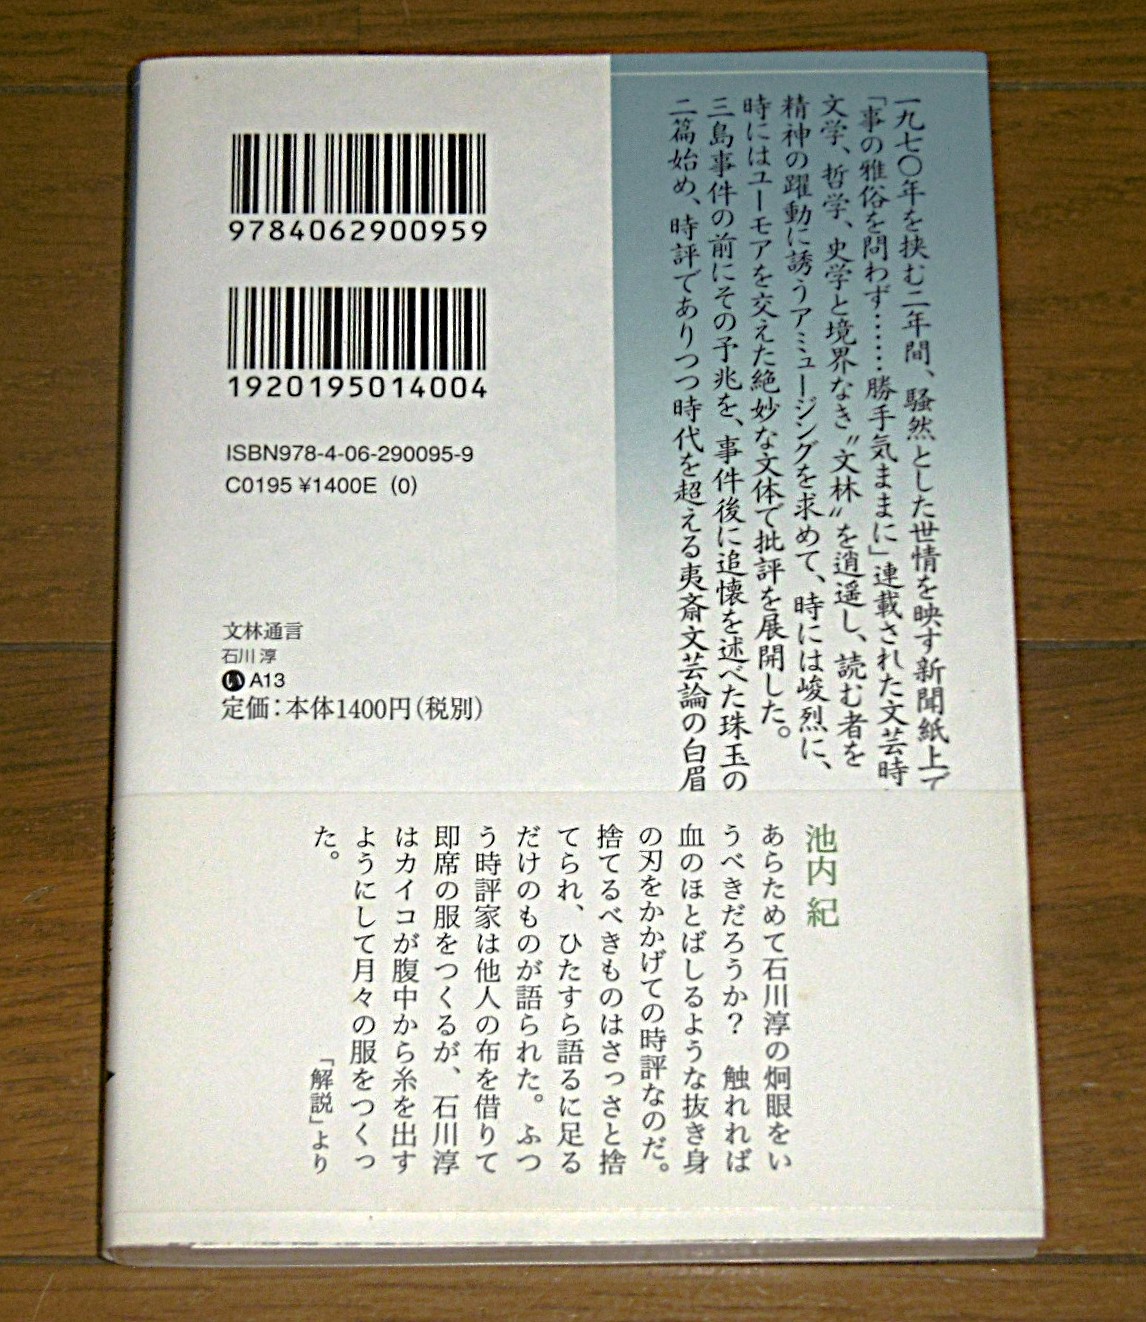 一九七〇年を挟む二年間、騒然とした世情を映す新聞紙上で
「事の雅俗を問わず……勝手気ままに」連載された文芸時
文学、哲学、史学と境界なき〝文林〟を逍遥し、読む者を
精神の躍動に誘うアミュージングを求めて、時には峻烈に、
時にはユーモアを交えた絶妙な文体で批評を展開した。
三島事件の前にその予兆を、事件後に追懐を述べた珠玉の
二篇始め、時評でありつつ時代を超える夷斎文芸論の白眉
9784062900959
1920195014004
ISBN978-4-06-290095-9
C0195 ¥1400E (0)
文林通言
石川 淳
い A13
定価：本体1400円（税別）
池内 紀
あらためて石川淳の炯眼をい
うべきだろうか？　触れれば
血のほとばしるような抜き身
の刃をかかげての時評なのだ。
捨てるべきものはさっさと捨
てられ、ひたすら語るに足る
だけのものが語られた。ふつ
う時評家は他人の布を借りて
即席の服をつくるが、石川淳
はカイコが腹中から糸を出す
ようにして月々の服をつくっ
た。
「解説」より